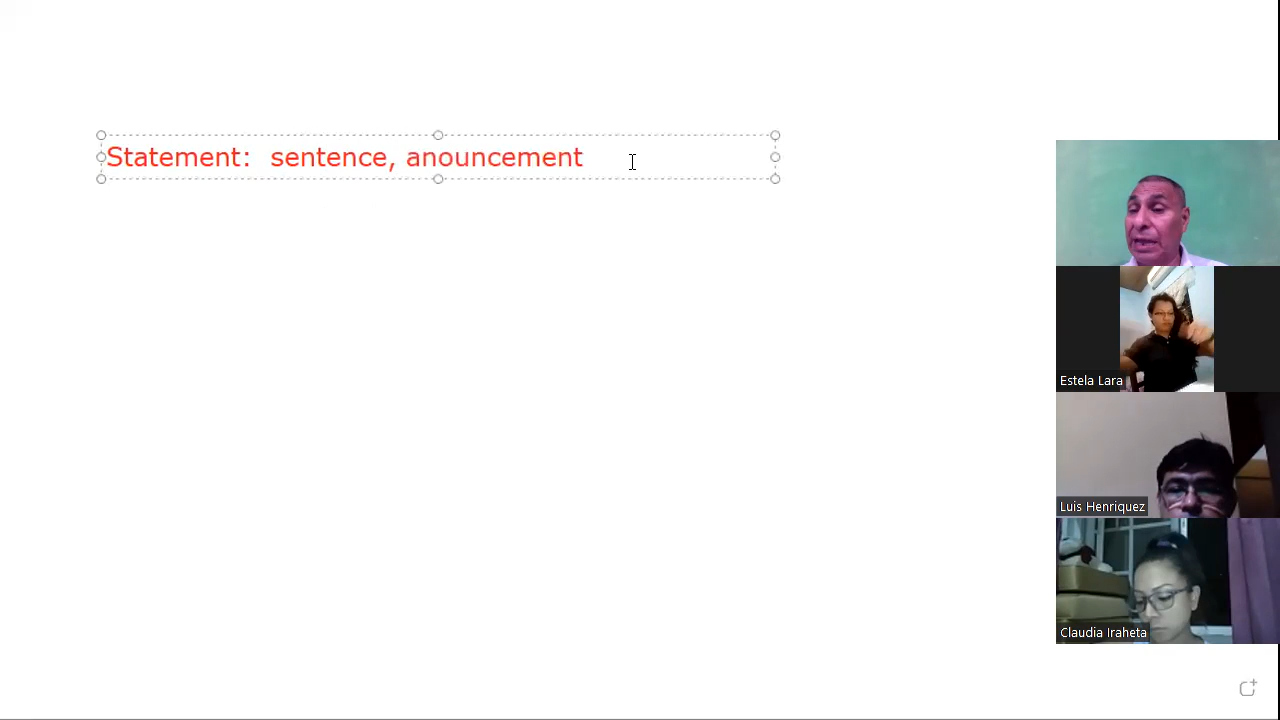 Statement:  sentence, anouncement
Estela Lara
Luis Henriquez
Claudia Iraheta